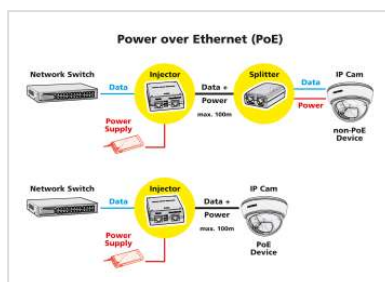 Power over Ethernet (PoE)
Network Switch
Injector
Splitter
IP Cam
Data
Data +
Power
max. 100m
Data
Power
Power
Supply
non-PoE
Device
Network Switch
Injector
IP Cam
Data
Data +
Power
max. 100m
Power
Supply
PoE
Device